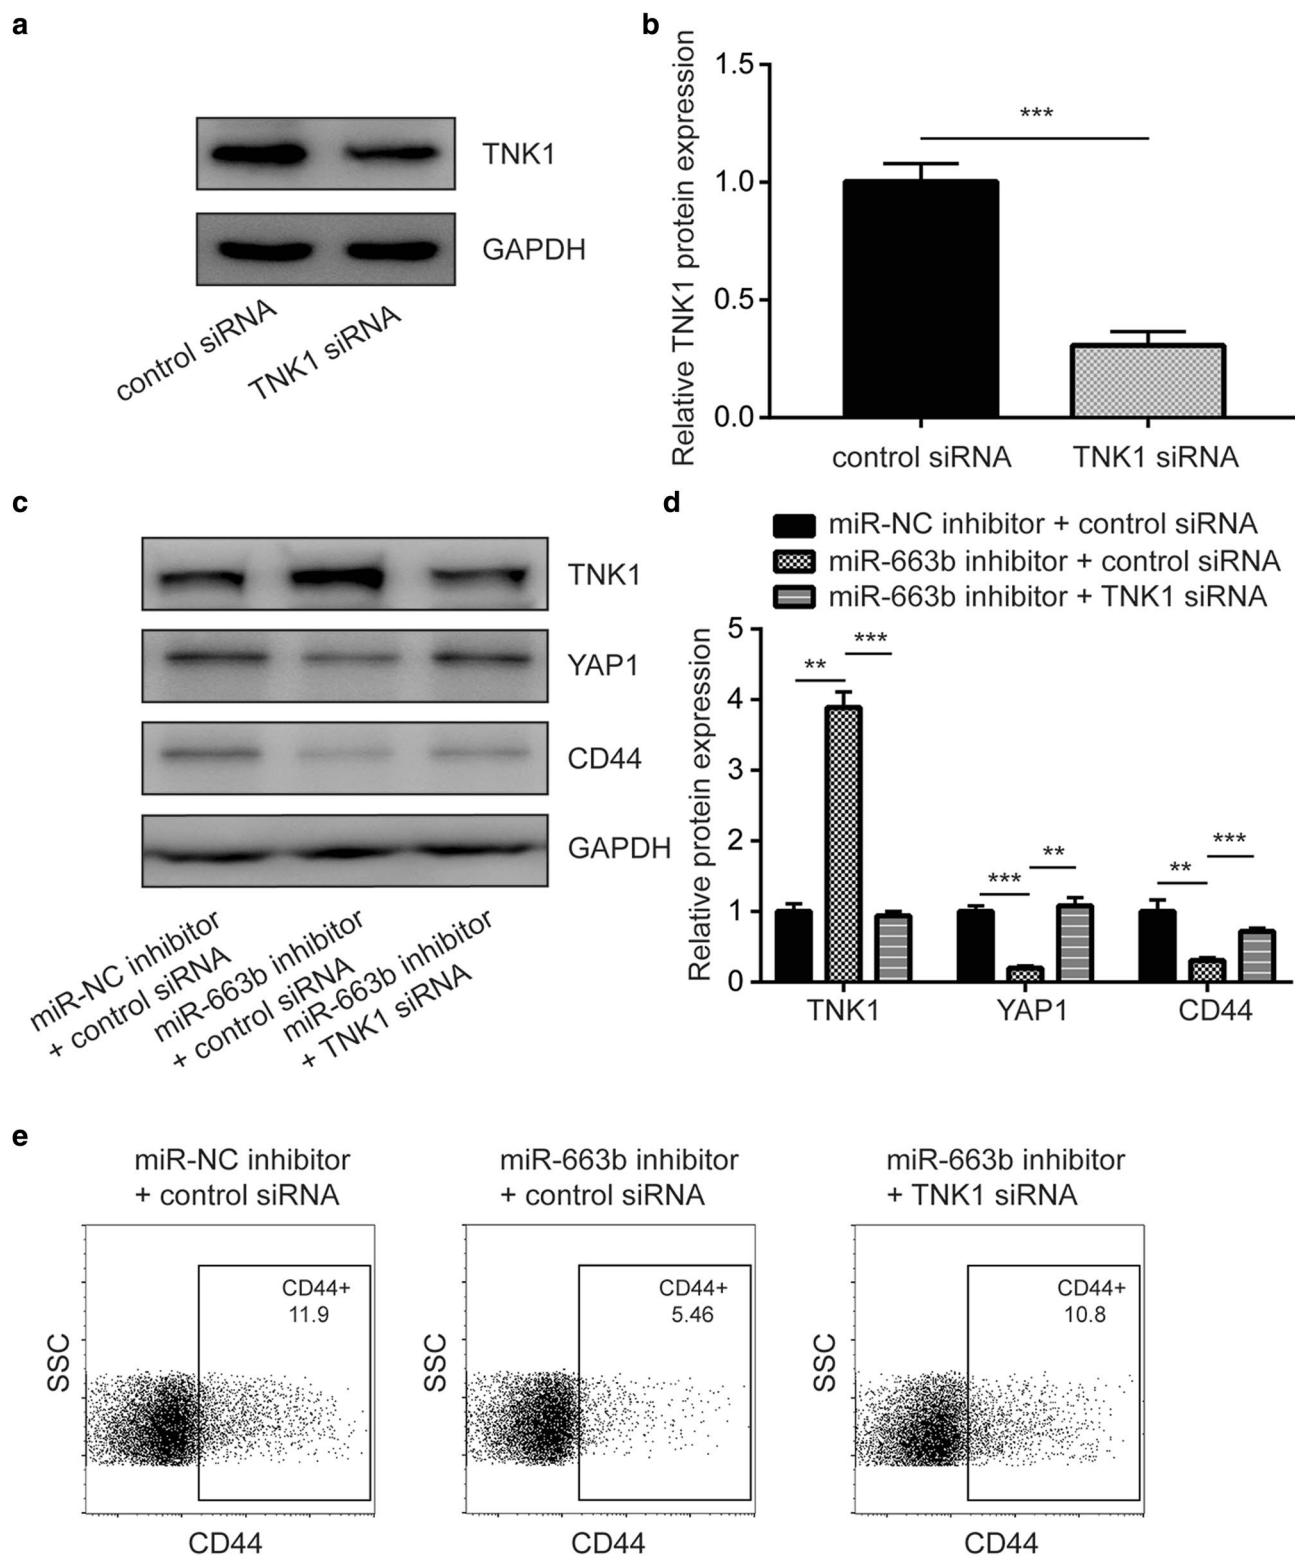 a
TNK1
GAPDH
control siRNA
TNK1 siRNA
b
Relative TNK1 protein expression
1.5
1.0
0.5
0.0
***
control siRNA
TNK1 siRNA
c
TNK1
YAP1
CD44
GAPDH
miR-NC inhibitor
+ control siRNA
miR-663b inhibitor
+ control siRNA
miR-663b inhibitor
+ TNK1 siRNA
d
miR-NC inhibitor + control siRNA
miR-663b inhibitor + control siRNA
miR-663b inhibitor + TNK1 siRNA
Relative protein expression
5
4
3
2
1
0
**
***
***
**
**
***
TNK1
YAP1
CD44
e
miR-NC inhibitor
+ control siRNA
SSC
CD44+
11.9
CD44
miR-663b inhibitor
+ control siRNA
SSC
CD44+
5.46
CD44
miR-663b inhibitor
+ TNK1 siRNA
SSC
CD44+
10.8
CD44